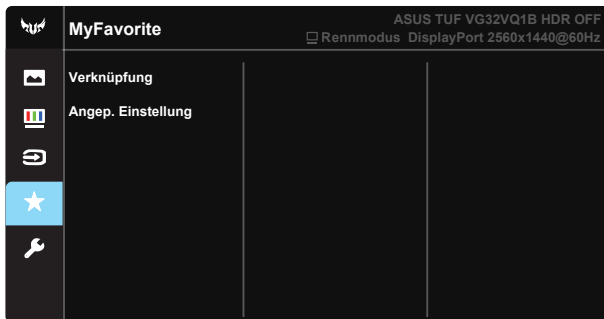 MyFavorite
ASUS TUF VG32VQ1B HDR OFF
Rennmodus DisplayPort 2560x1440@60Hz
Verknüpfung
Angep. Einstellung